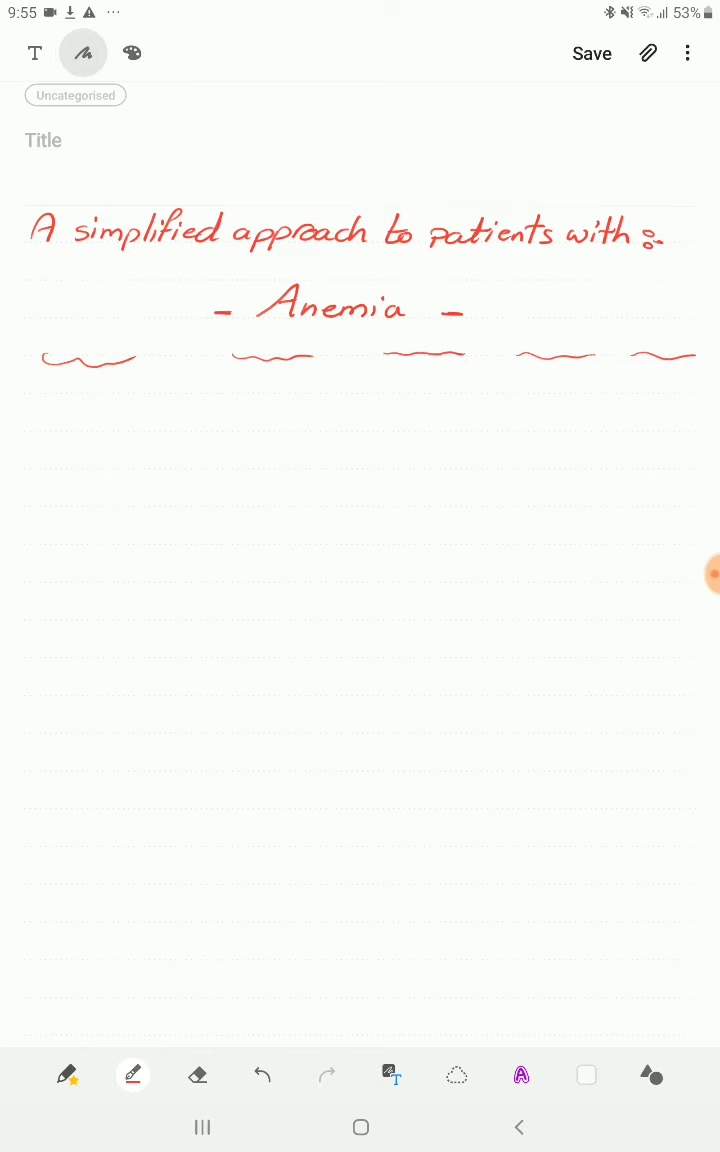 9:55 ... 53%
T Save
Uncategorised
Title
A simplified approach to patients with :-
- Anemia -
T A